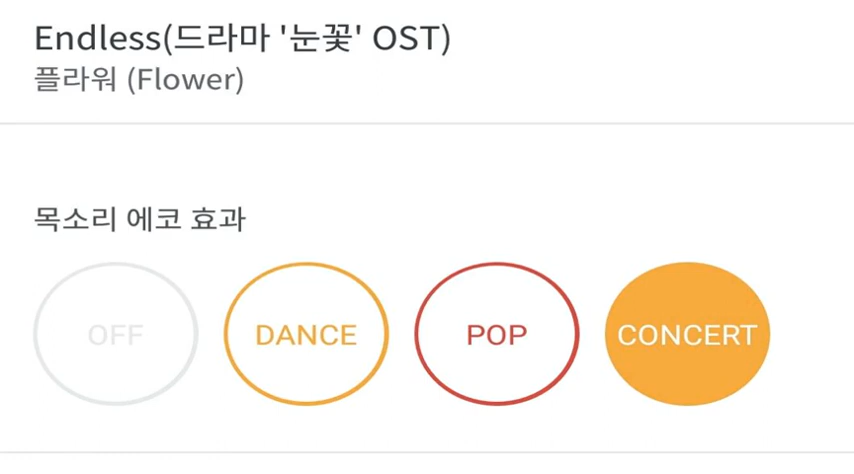 Endless(드라마 '눈꽃' OST)
플라워 (Flower)
목소리 에코 효과
OFF DANCE POP CONCERT